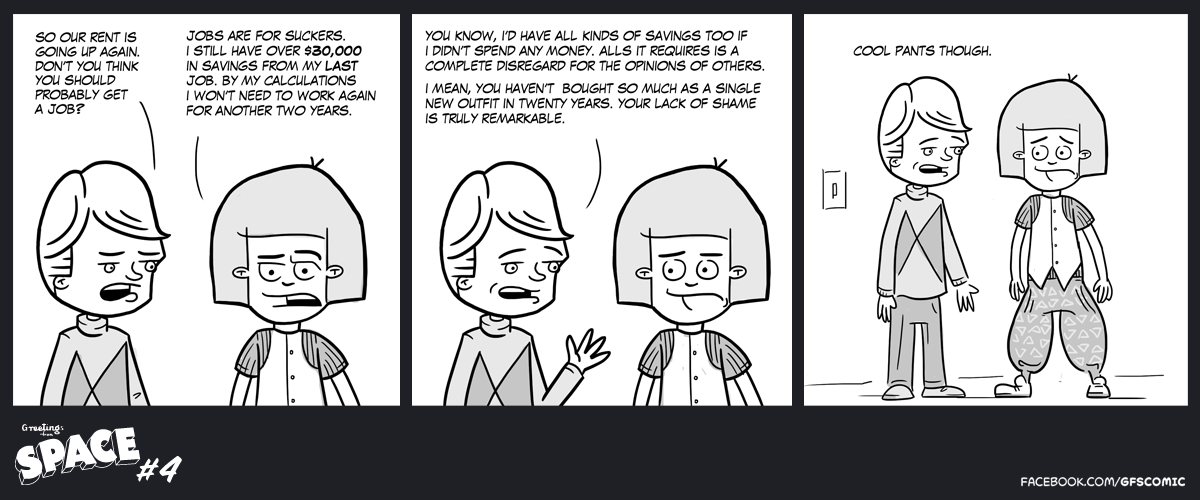 SO OUR RENT IS
GOING UP AGAIN.
DON'T YOU THINK
YOU SHOULD
PROBABLY GET
A JOB?
JOBS ARE FOR SUCKERS.
I STILL HAVE OVER $30,000
IN SAVINGS FROM MY LAST
JOB. BY MY CALCULATIONS
I WON'T NEED TO WORK AGAIN
FOR ANOTHER TWO YEARS.
YOU KNOW, I'D HAVE ALL KINDS OF SAVINGS TOO IF
I DIDN'T SPEND ANY MONEY. ALLS IT REQUIRES IS A
COMPLETE DISREGARD FOR THE OPINIONS OF OTHERS.
I MEAN, YOU HAVEN'T BOUGHT SO MUCH AS A SINGLE
NEW OUTFIT IN TWENTY YEARS. YOUR LACK OF SHAME
IS TRULY REMARKABLE.
COOL PANTS THOUGH.
Greetings
from
SPACE #4
FACEBOOK.COM/GFSCOMIC